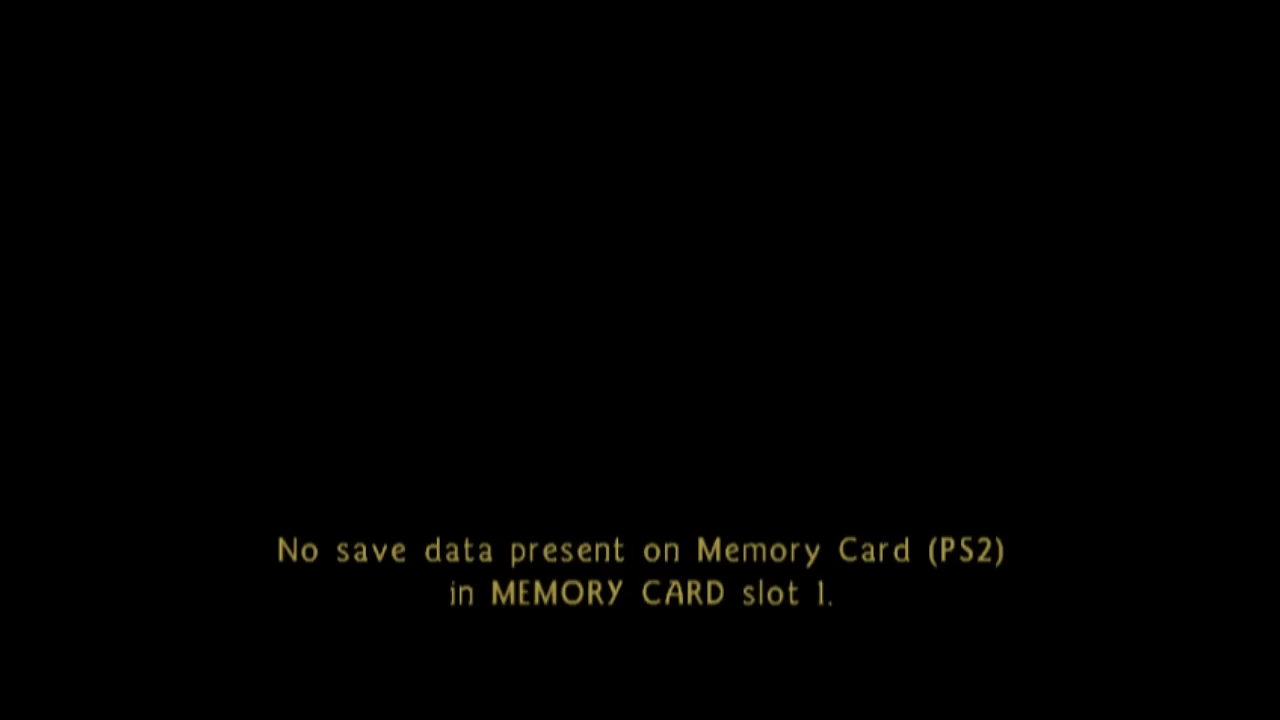 No save data present on Memory Card (PS2)
in MEMORY CARD slot 1.